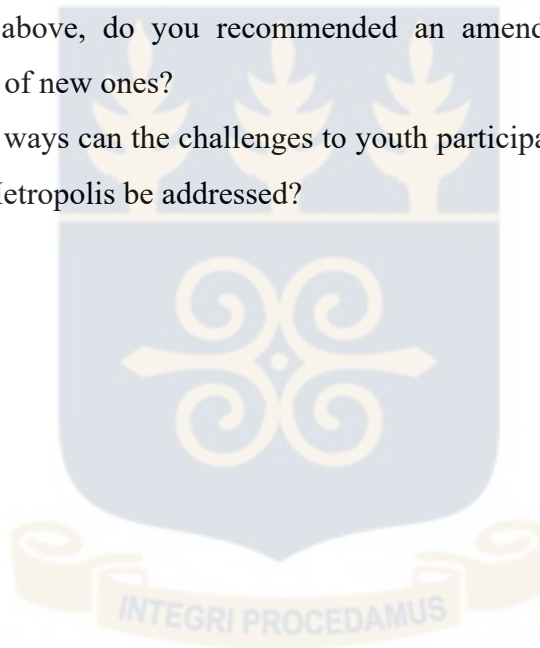 above, do you recommended an amend
of new ones?
ways can the challenges to youth participa
etropolis be addressed?
INTEGRI PROCEDAMUS